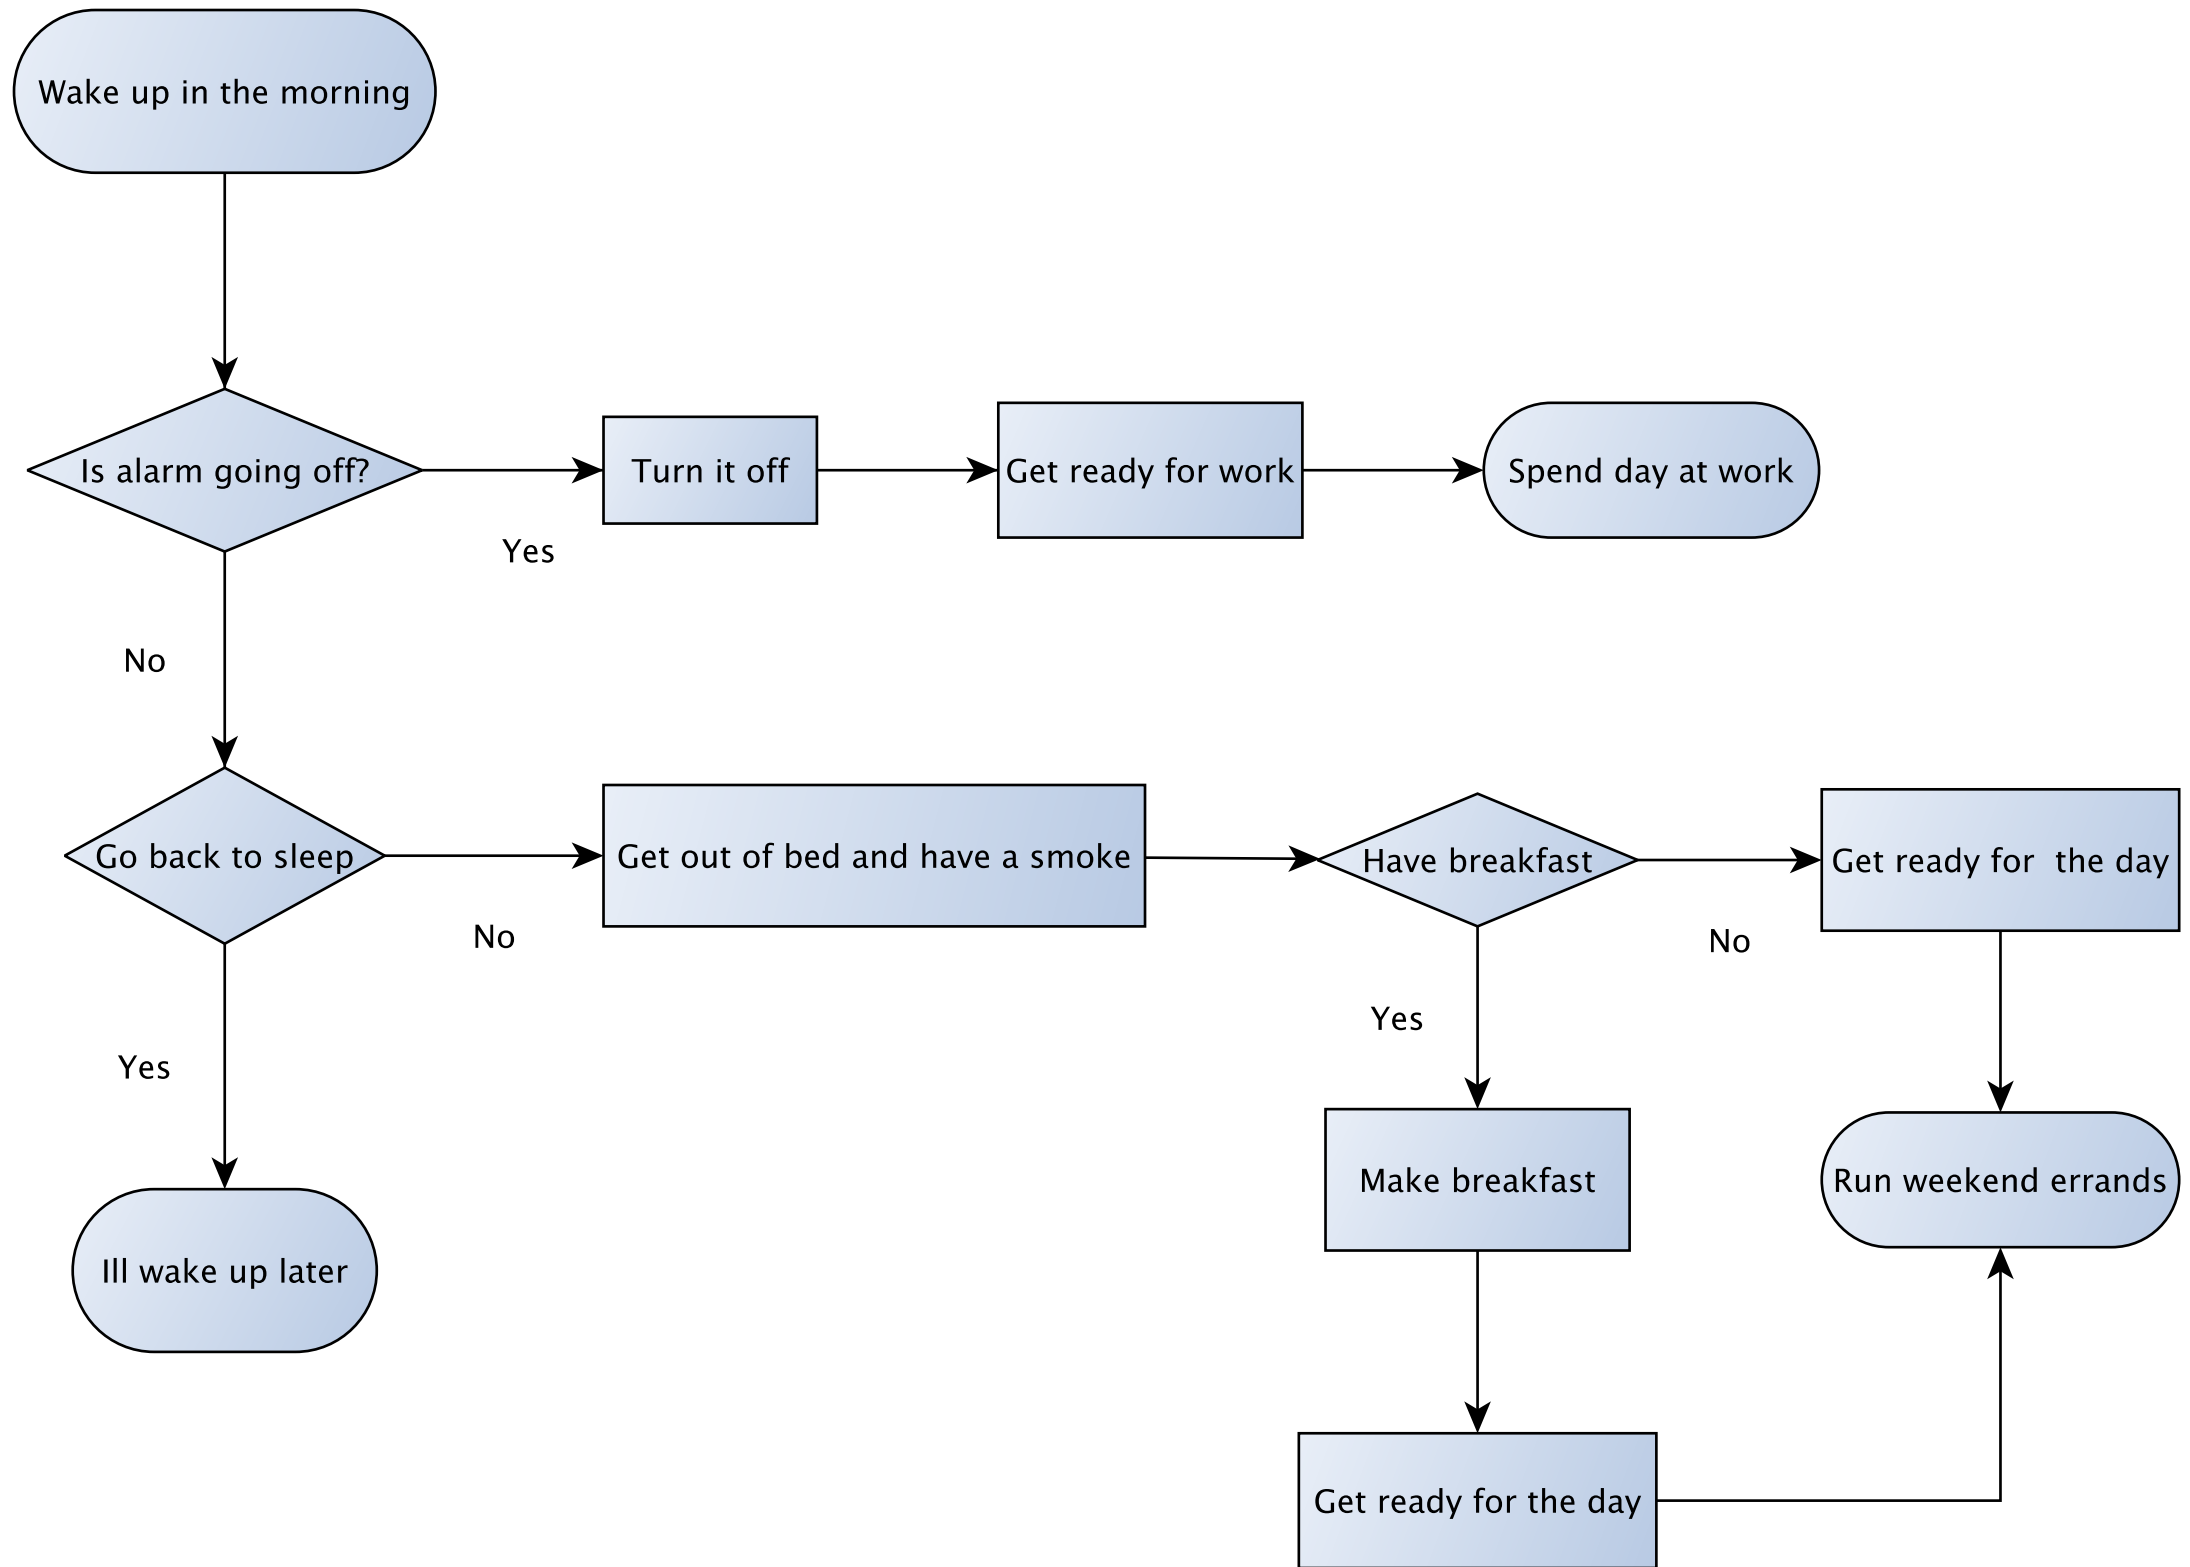 Wake up in the morning
Is alarm going off?
Yes
Turn it off
Get ready for work
Spend day at work
No
Go back to sleep
No
Get out of bed and have a smoke
Have breakfast
No
Get ready for  the day
Yes
Yes
Ill wake up later
Make breakfast
Run weekend errands
Get ready for the day